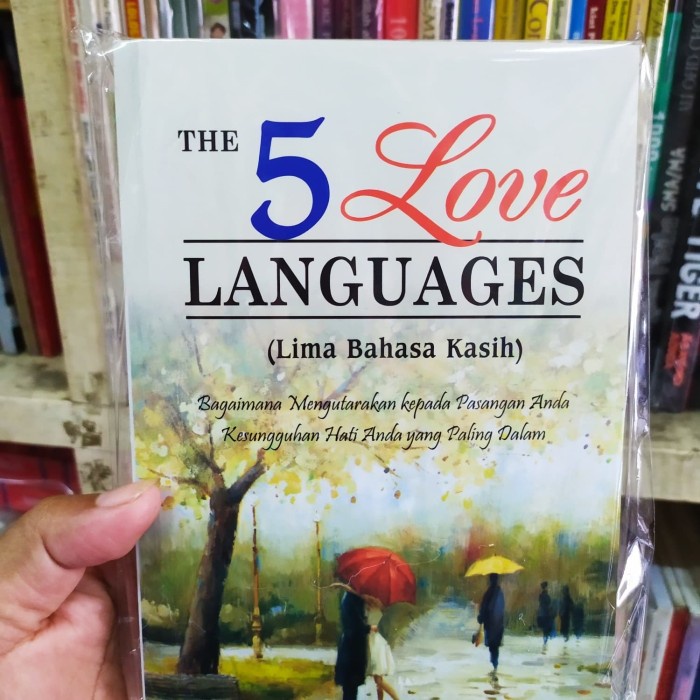 THE 5 Love
LANGUAGES
(Lima Bahasa Kasih)
Bagaimana Mengutarakan kepada Pasangan Anda
Kesungguhan Hati Anda yang Paling Dalam